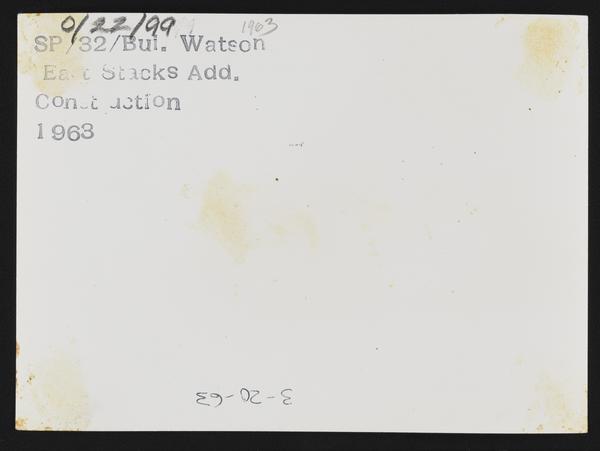 0/22/99 1963
SP/32/Bul. Watson
East Stacks Add.
Construction
1963
3-20-63